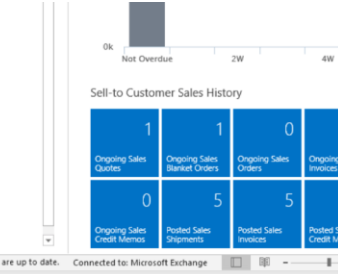 0k
Not Overdue 2W 4W
Sell-to Customer Sales History
1 1 0
Ongoing Sales Quotes
Ongoing Sales Blanket Orders
Ongoing Sales Orders
Ongoing
Invoices
0 5 5
Ongoing Sales Credit Memos
Posted Sales Shipments
Posted Sales Invoices
Posted S
Credit M
are up to date. Connected to: Microsoft Exchange